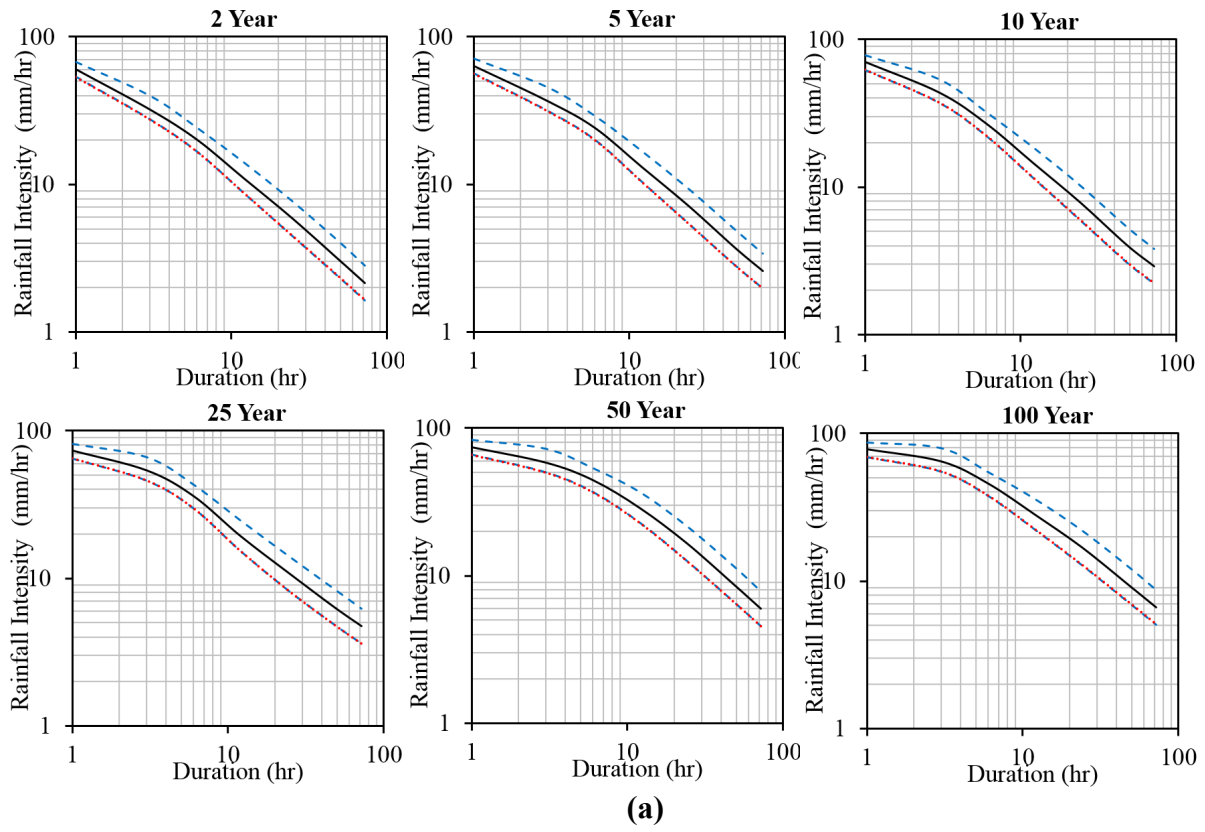 2 Year
100
10
1
1
10
100
Rainfall Intensity (mm/hr)
Duration (hr)
5 Year
100
10
1
1
10
100
Rainfall Intensity (mm/hr)
Duration (hr)
10 Year
100
10
1
1
10
100
Rainfall Intensity (mm/hr)
Duration (hr)
25 Year
100
10
1
1
10
100
Rainfall Intensity (mm/hr)
Duration (hr)
50 Year
100
10
1
1
10
100
Rainfall Intensity (mm/hr)
Duration (hr)
100 Year
100
10
1
1
10
100
Rainfall Intensity (mm/hr)
Duration (hr)
(a)